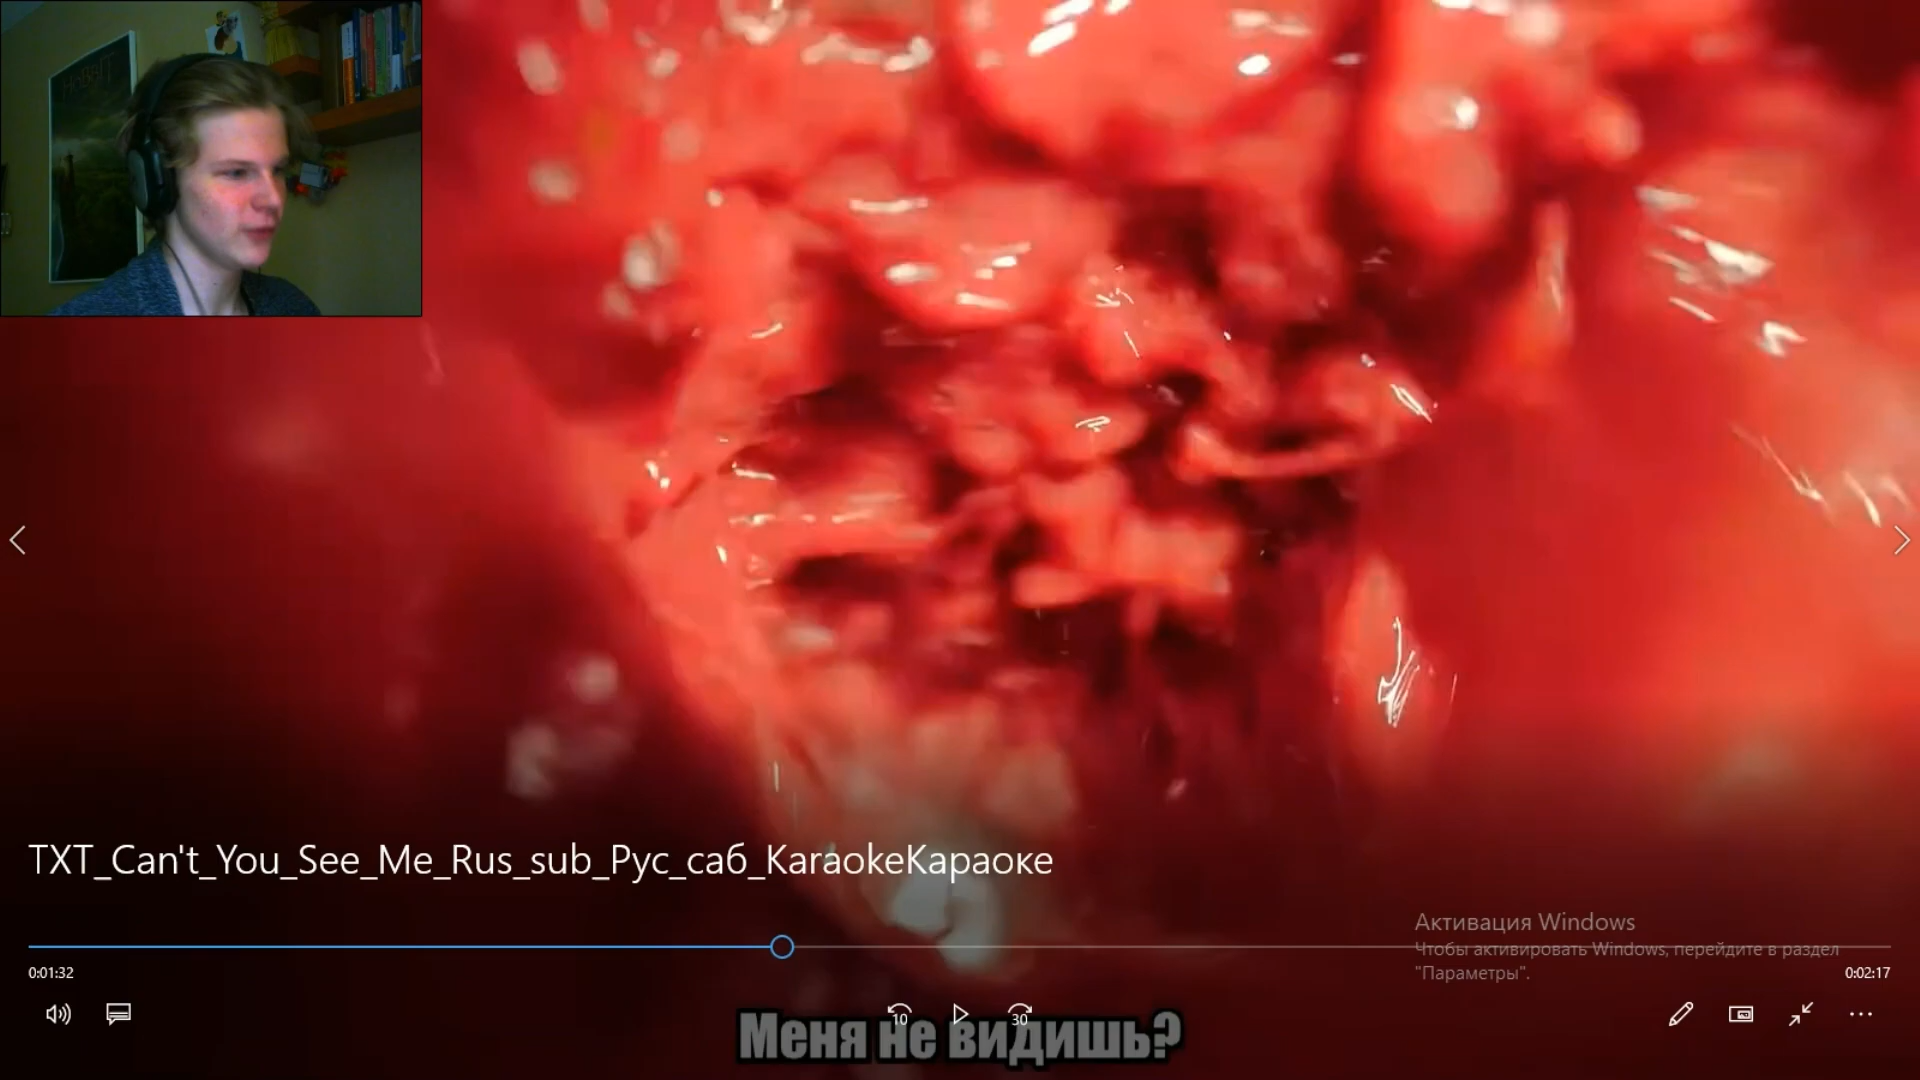 Хоббит
TXT_Can't_You_See_Me_Rus_sub_Рус_саб_KaraokeКараоке
Активация Windows
Чтобы активировать Windows, перейдите в раздел
"Параметры".
0:01:32
0:02:17
10
30
Меня не видишь?